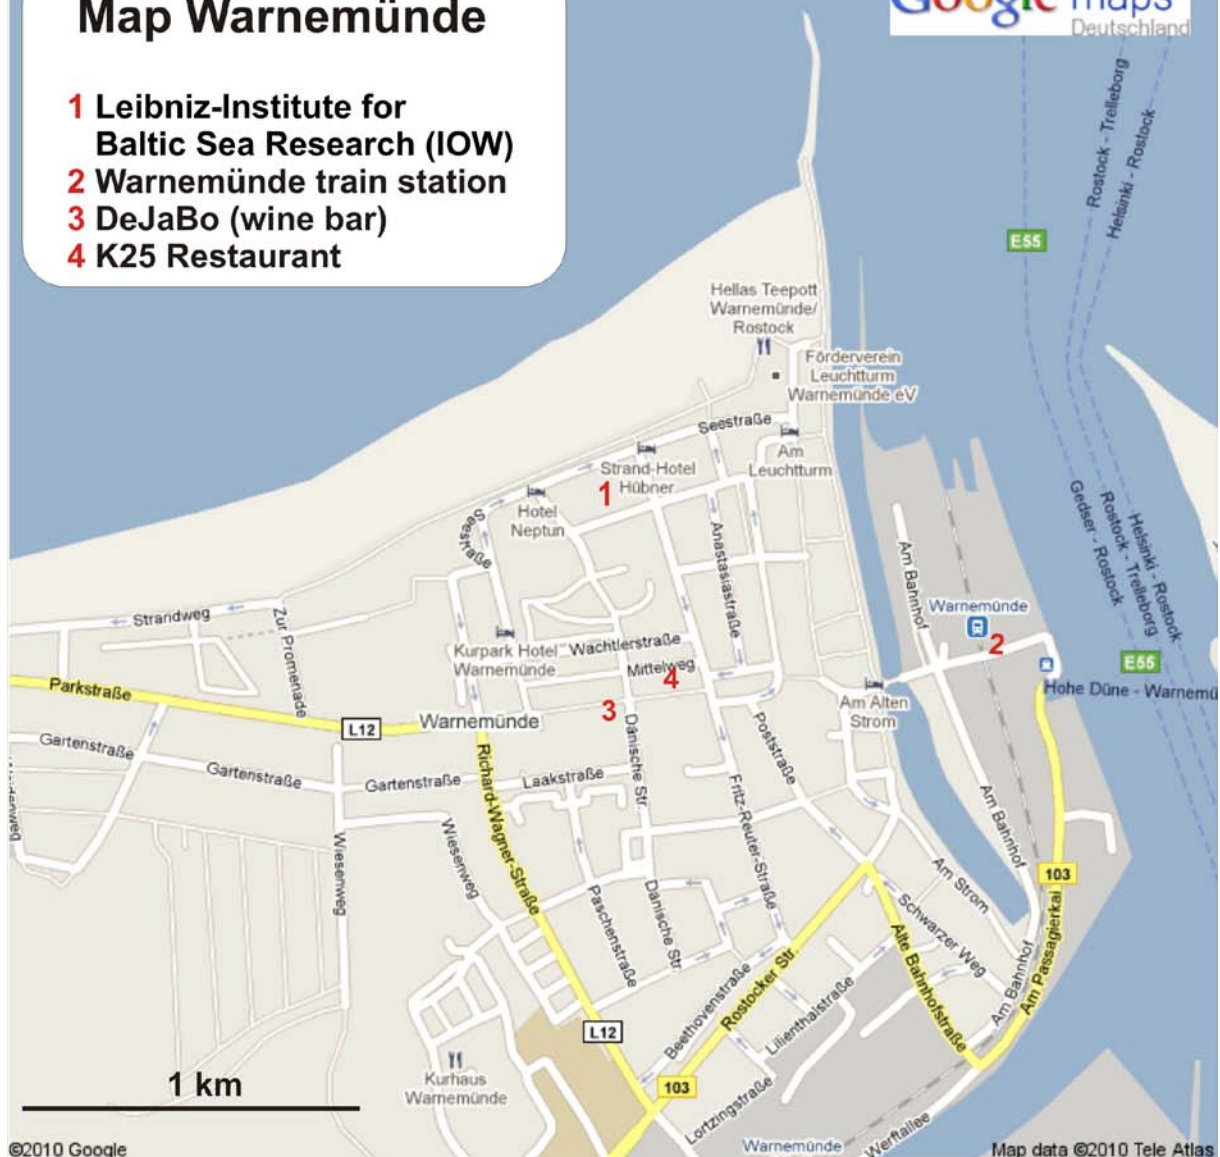 Map Warnemünde
Google maps
Deutschland
1 Leibniz-Institute for
Baltic Sea Research (IOW)
2 Warnemünde train station
3 DeJaBo (wine bar)
4 K25 Restaurant
Rostock - Trelleborg
Helsinki - Rostock
E55
Hellas Teepott
Warnemünde/
Rostock
Förderverein
Leuchtturm
Warnemünde eV
Seestraße
Am
Leuchtturm
Strand-Hotel
Hübner
1
Hotel
Neptun
Seestraße
Anastasiastraße
Gedser - Rostock
Rostock - Trelleborg
Helsinki - Rostock
Am Bahnhof
Warnemünde
2
E55
Hohe Düne - Warnemü
Strandweg
Zur Promenade
Kurpark Hotel
Warnemünde
Wachtlerstraße
Mittelweg
4
3
Am Alten
Strom
Parkstraße
L12
Warnemünde
Dänische Str.
Poststraße
Gartenstraße
Gartenstraße
Gartenstraße
Laakstraße
Richard-Wagner-Straße
Fritz-Reuter-Straße
Am Bahnhof
Wiesenweg
Wiesenweg
Paschenstraße
Dänische Str.
Am Strom
103
Schwarzer Weg
Alte Bahnhofstraße
Am Bahnhof
Am Passagierkai
Beethovenstraße
Rostocker Str.
Lilienthalstraße
L12
Kurhaus
Warnemünde
103
Lortzingstraße
Werftallee
Warnemünde
1 km
©2010 Google
Map data ©2010 Tele Atlas